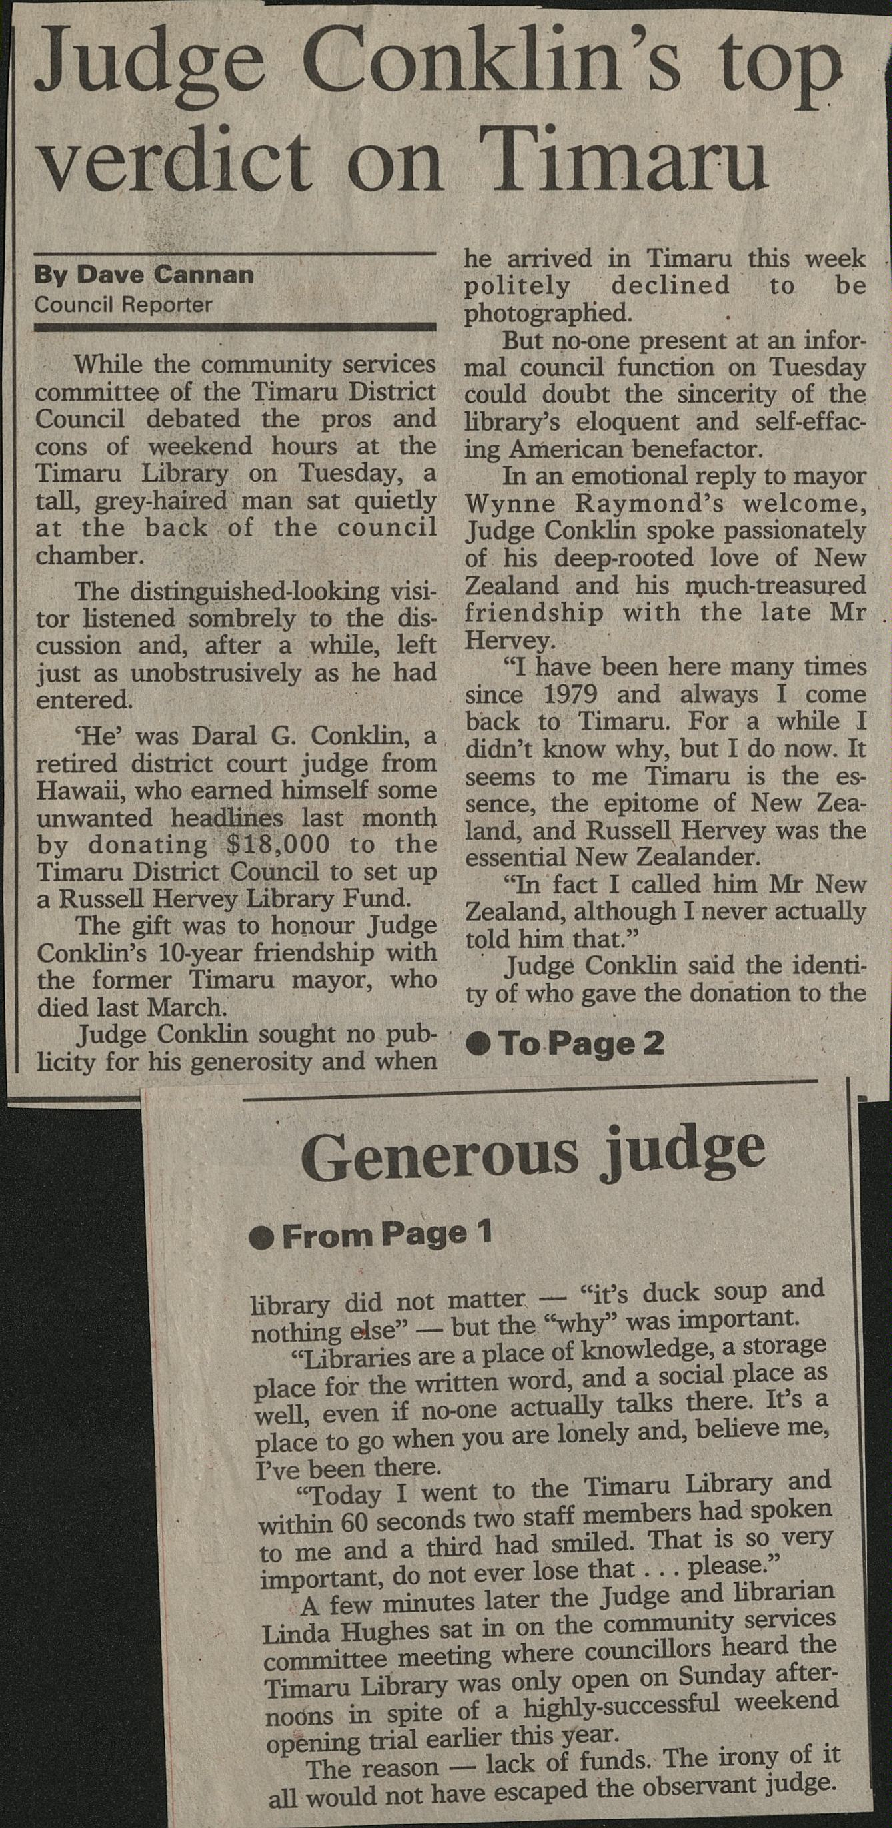 Judge Conklin's top
verdict on Timaru
By Dave Cannan
Council Reporter
While the community services
committee of the Timaru District
Council debated the pros and
cons of weekend hours at the
Timaru Library on Tuesday, a
tall, grey-haired man sat quietly
at the back of the council
chamber.
The distinguished-looking visi-
tor listened sombrely to the dis-
cussion and, after a while, left
just as unobstrusively as he had
entered.
'He' was Daral G. Conklin, a
retired district court judge from
Hawaii, who earned himself some
unwanted headlines last month
by donating $18,000 to the
Timaru District Council to set up
a Russell Hervey Library Fund.
The gift was to honour Judge
Conklin's 10-year friendship with
the former Timaru mayor, who
died last March.
Judge Conklin sought no pub-
licity for his generosity and when
he arrived in Timaru this week
politely declined to be
photographed.
But no-one present at an infor-
mal council function on Tuesday
could doubt the sincerity of the
library's eloquent and self-effac-
ing American benefactor.
In an emotional reply to mayor
Wynne Raymond's welcome,
Judge Conklin spoke passionately
of his deep-rooted love of New
Zealand and his much-treasured
friendship with the late Mr
Hervey.
"I have been here many times
since 1979 and always I come
back to Timaru. For a while I
didn't know why, but I do now. It
seems to me Timaru is the es-
sence, the epitome of New Zea-
land, and Russell Hervey was the
essential New Zealander.
"In fact I called him Mr New
Zealand, although I never actually
told him that."
Judge Conklin said the identi-
ty of who gave the donation to the
● To Page 2
Generous judge
● From Page 1
library did not matter — "it's duck soup and
nothing else" — but the "why" was important.
"Libraries are a place of knowledge, a storage
place for the written word, and a social place as
well, even if no-one actually talks there. It's a
place to go when you are lonely and, believe me,
I've been there.
"Today I went to the Timaru Library and
within 60 seconds two staff members had spoken
to me and a third had smiled. That is so very
important, do not ever lose that . . . please."
A few minutes later the Judge and librarian
Linda Hughes sat in on the community services
committee meeting where councillors heard the
Timaru Library was only open on Sunday after-
noons in spite of a highly-successful weekend
opening trial earlier this year.
The reason — lack of funds. The irony of it
all would not have escaped the observant judge.